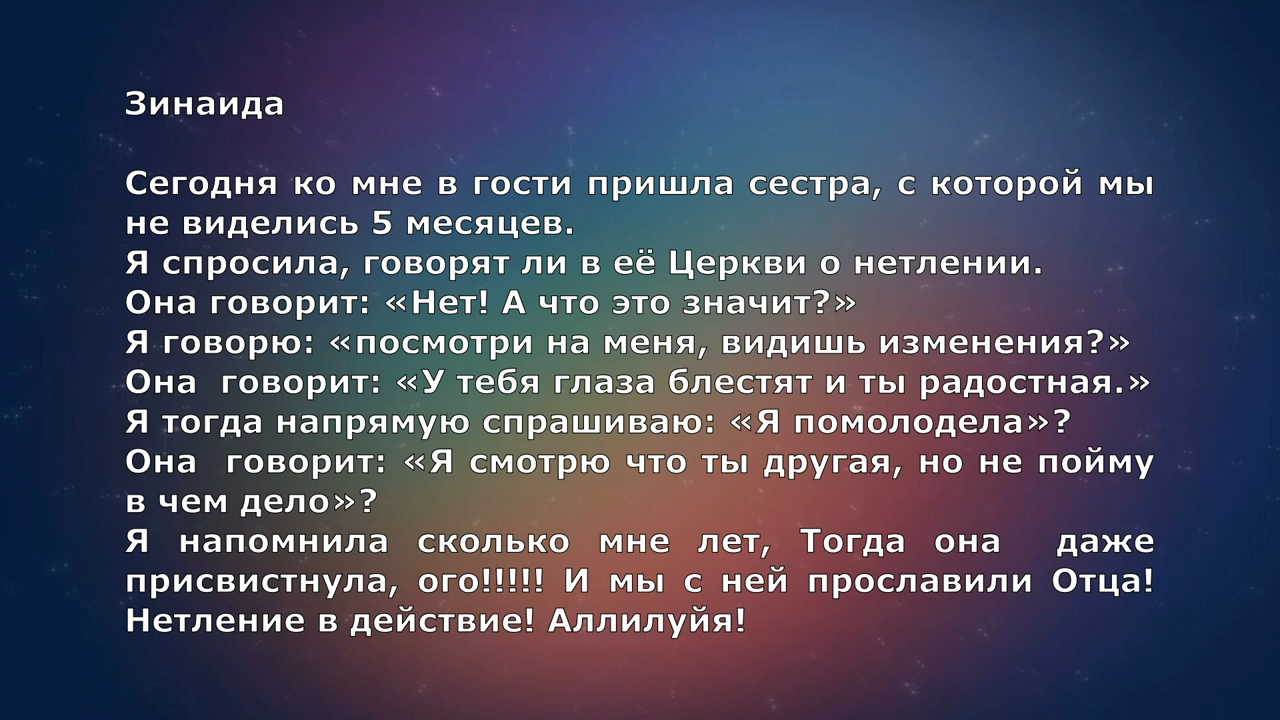 Зинаида
Сегодня ко мне в гости пришла сестра, с которой мы
не виделись 5 месяцев.
Я спросила, говорят ли в её Церкви о нетлении.
Она говорит: «Нет! А что это значит?»
Я говорю: «посмотри на меня, видишь изменения?»
Она  говорит: «У тебя глаза блестят и ты радостная.»
Я тогда напрямую спрашиваю: «Я помолодела»?
Она  говорит: «Я смотрю что ты другая, но не пойму
в чем дело»?
Я напомнила сколько мне лет, Тогда она  даже
присвистнула, ого!!!!! И мы с ней прославили Отца!
Нетление в действие! Аллилуйя!